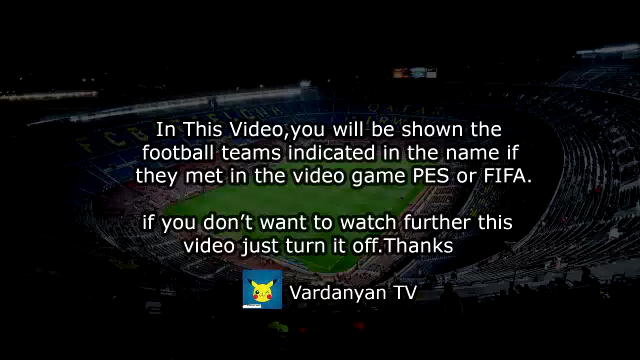 In This Video,you will be shown the
football teams indicated in the name if
they met in the video game PES or FIFA.
if you don’t want to watch further this
video just turn it off.Thanks
Vardanyan TV